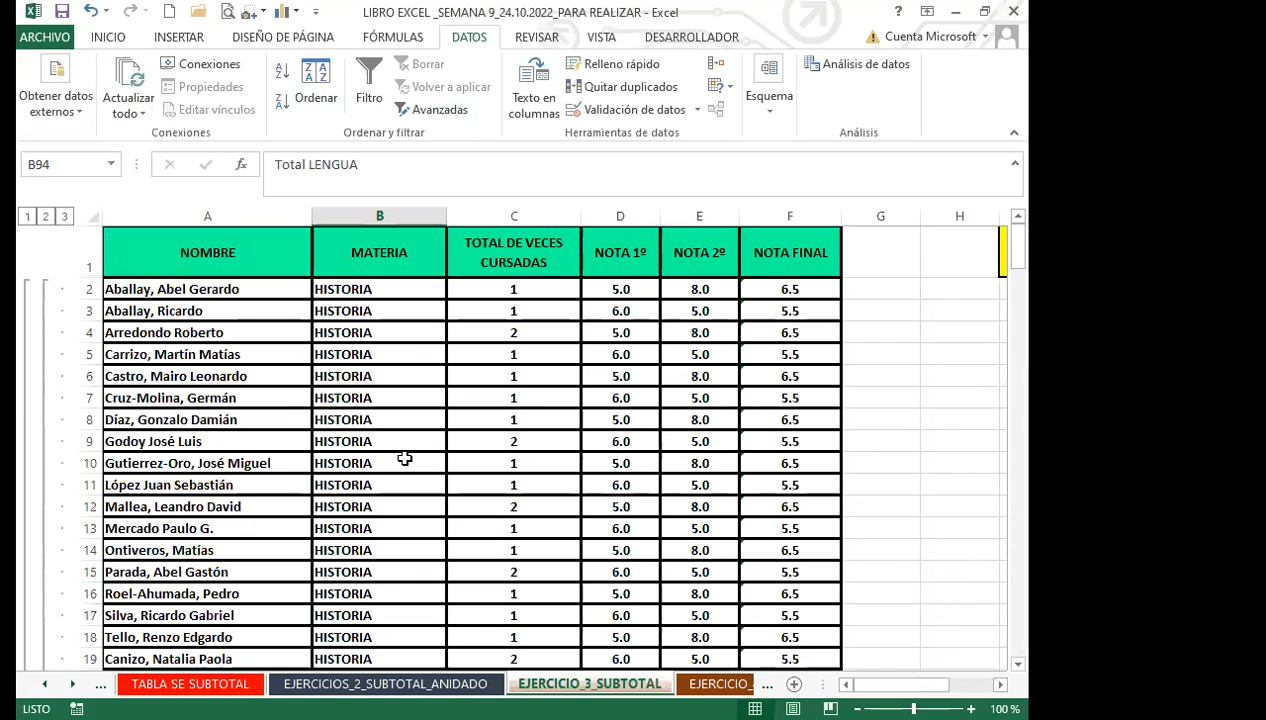 LIBRO EXCEL _SEMANA 9_24.10.2022_PARA REALIZAR - Excel
ARCHIVO INICIO INSERTAR DISEÑO DE PÁGINA FÓRMULAS DATOS REVISAR VISTA DESARROLLADOR Cuenta Microsoft
Obtener datos externos
Actualizar todo
Conexiones
Propiedades
Editar vínculos
Conexiones
Ordenar
Filtro
Borrar
Volver a aplicar
Avanzadas
Ordenar y filtrar
Texto en columnas
Relleno rápido
Quitar duplicados
Validación de datos
Herramientas de datos
Esquema
Análisis de datos
Análisis
B94 fx Total LENGUA
1 2 3 A B C D E F G H
1 NOMBRE MATERIA TOTAL DE VECES CURSADAS NOTA 1º NOTA 2º NOTA FINAL
2 Aballay, Abel Gerardo HISTORIA 1 5.0 8.0 6.5
3 Aballay, Ricardo HISTORIA 1 6.0 5.0 5.5
4 Arredondo Roberto HISTORIA 2 5.0 8.0 6.5
5 Carrizo, Martín Matías HISTORIA 1 6.0 5.0 5.5
6 Castro, Mairo Leonardo HISTORIA 1 5.0 8.0 6.5
7 Cruz-Molina, Germán HISTORIA 1 6.0 5.0 5.5
8 Díaz, Gonzalo Damián HISTORIA 1 5.0 8.0 6.5
9 Godoy José Luis HISTORIA 2 6.0 5.0 5.5
10 Gutierrez-Oro, José Miguel HISTORIA 1 5.0 8.0 6.5
11 López Juan Sebastián HISTORIA 1 6.0 5.0 5.5
12 Mallea, Leandro David HISTORIA 2 5.0 8.0 6.5
13 Mercado Paulo G. HISTORIA 1 6.0 5.0 5.5
14 Ontiveros, Matías HISTORIA 1 5.0 8.0 6.5
15 Parada, Abel Gastón HISTORIA 2 6.0 5.0 5.5
16 Roel-Ahumada, Pedro HISTORIA 1 5.0 8.0 6.5
17 Silva, Ricardo Gabriel HISTORIA 1 6.0 5.0 5.5
18 Tello, Renzo Edgardo HISTORIA 1 5.0 8.0 6.5
19 Canizo, Natalia Paola HISTORIA 2 6.0 5.0 5.5
... TABLA SE SUBTOTAL EJERCICIOS_2_SUBTOTAL_ANIDADO EJERCICIO_3_SUBTOTAL EJERCICIO_ ...
LISTO 100 %